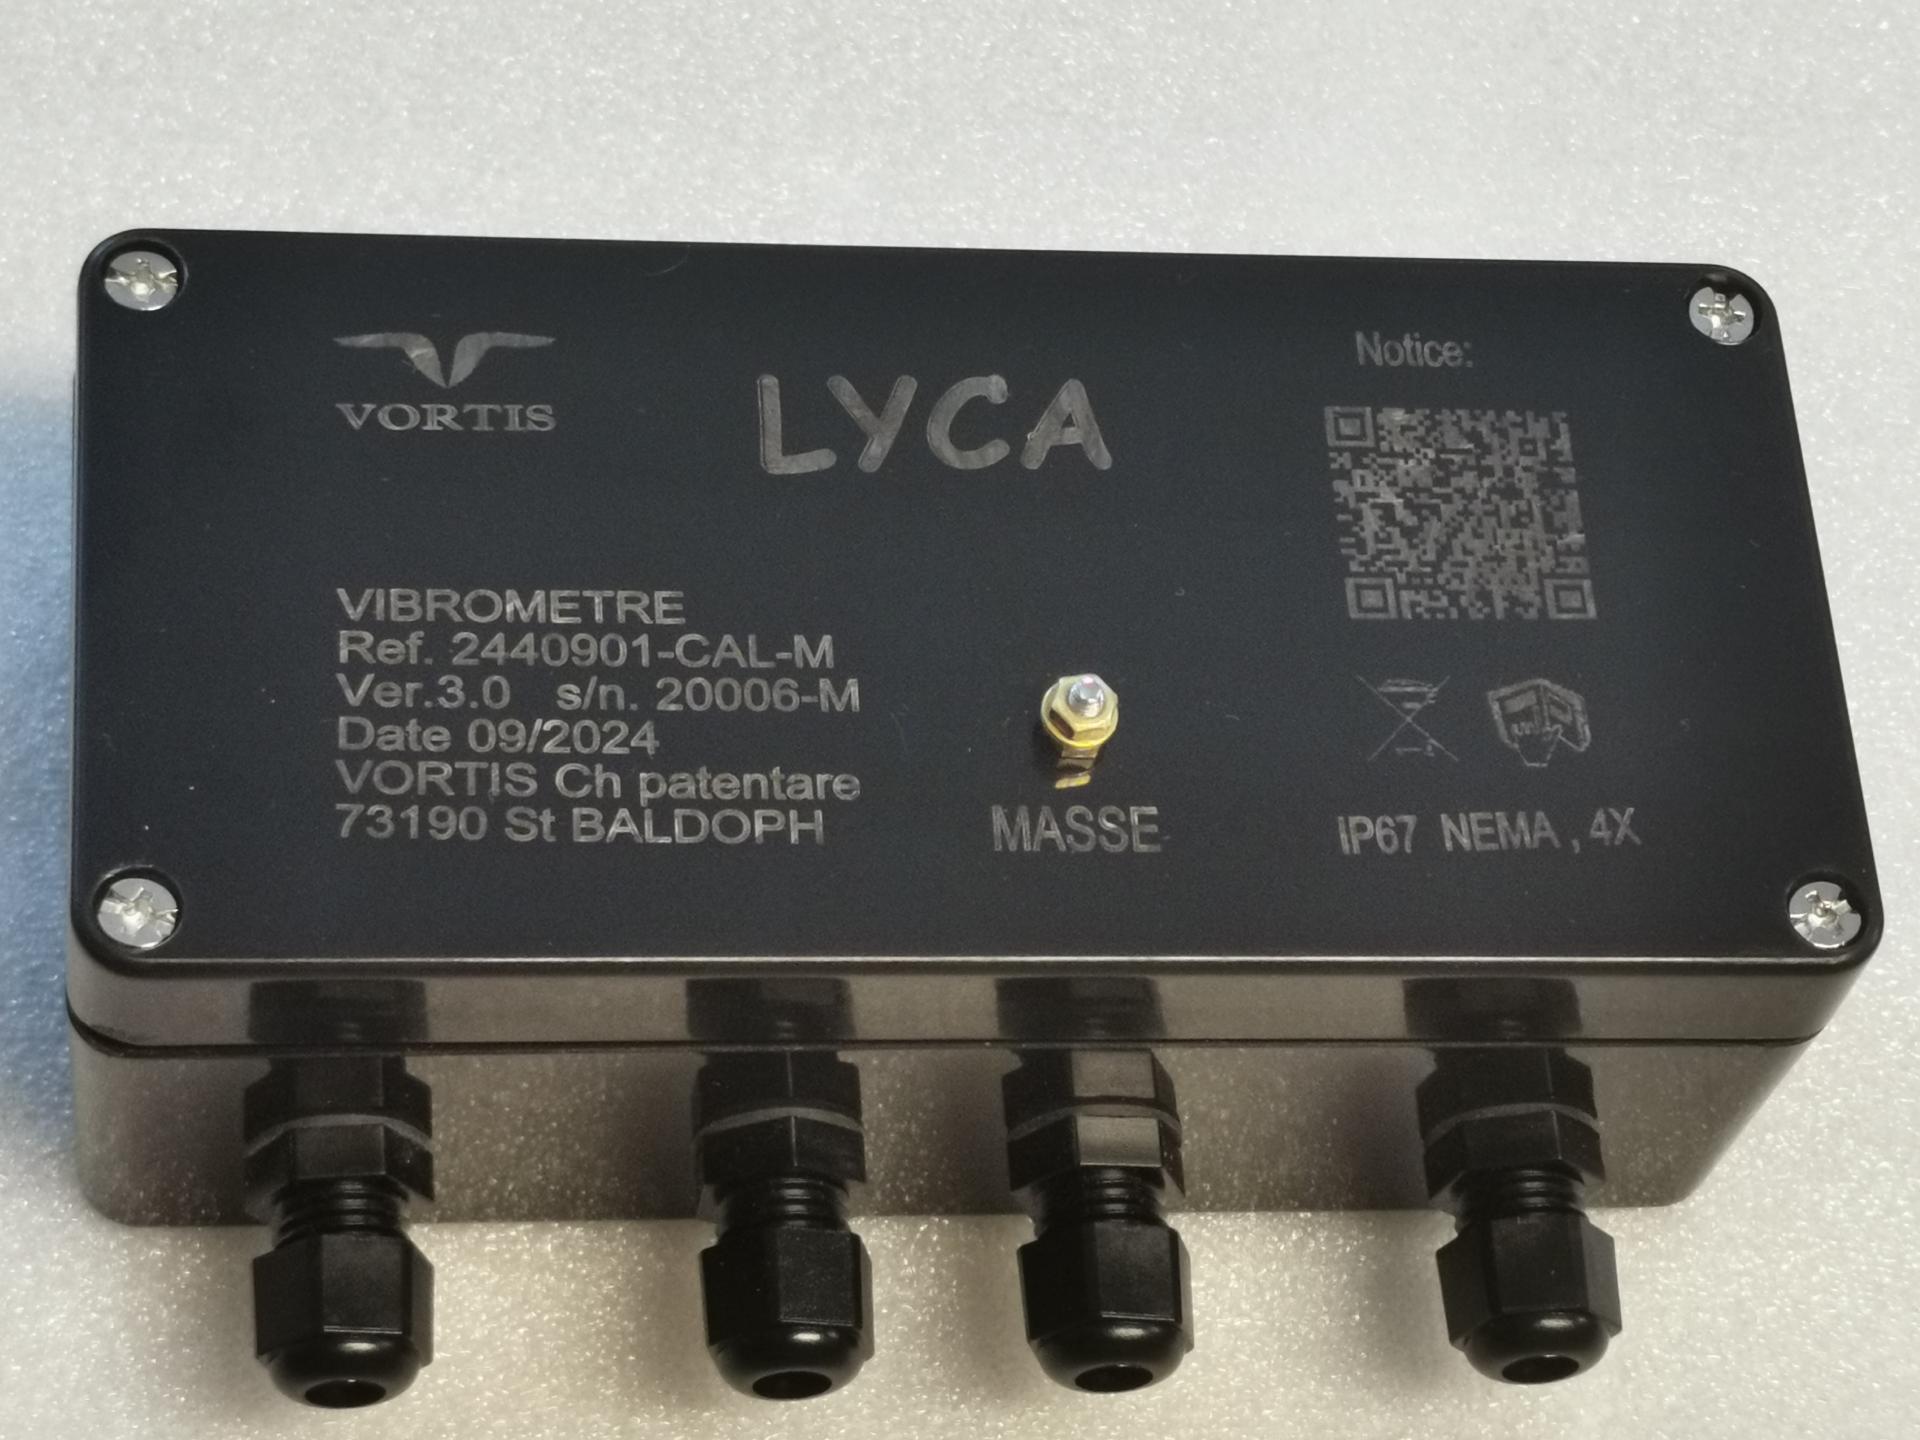 VORTIS
LYCA
Notice:
VIBROMETRE
Ref. 2440901-CAL-M
Ver.3.0 s/n. 20006-M
Date 09/2024
VORTIS Ch patentare
73190 St BALDOPH
MASSE
IP67 NEMA , 4X